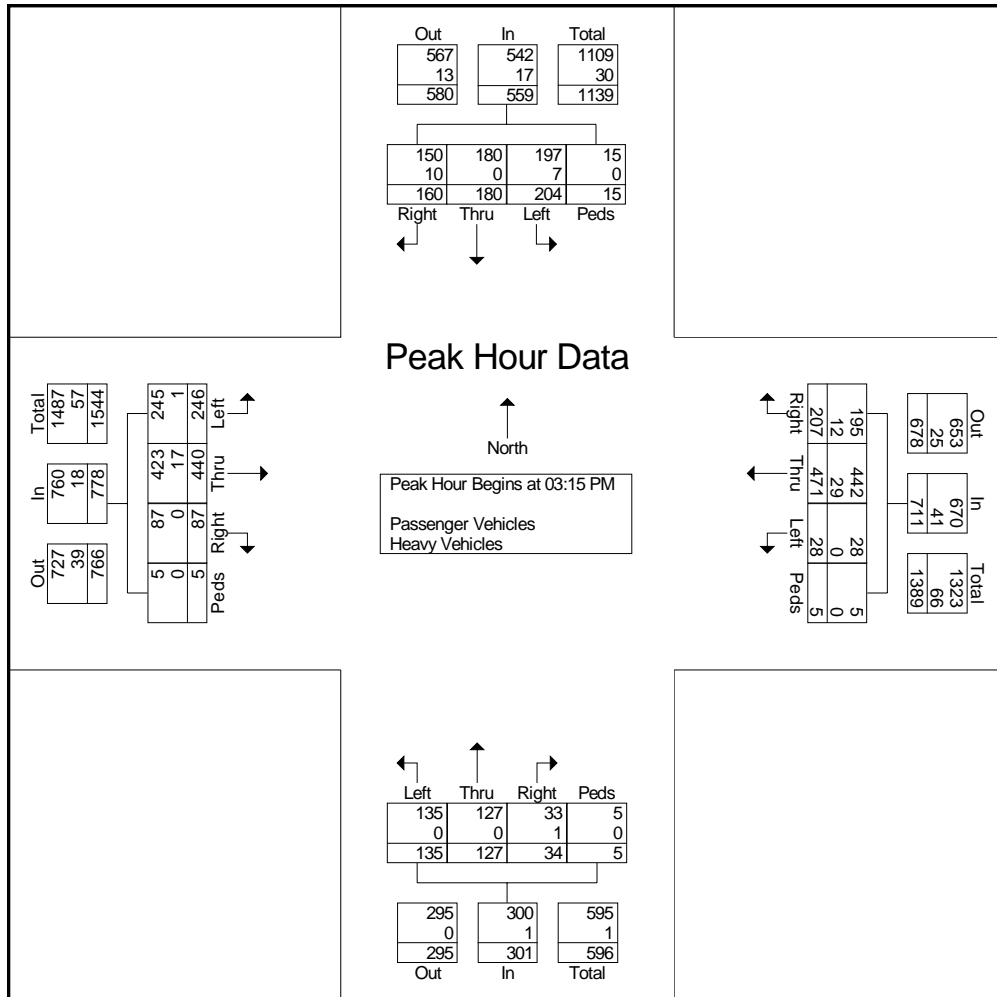 Out In Total
567 542 1109
13 17 30
580 559 1139
150 180 197 15
10 0 7 0
160 180 204 15
Right Thru Left Peds
Peak Hour Data
North
Peak Hour Begins at 03:15 PM
Passenger Vehicles
Heavy Vehicles
Total
1487
57
1544
In
760
18
778
Out
727
39
766
245
1
246
Left
423
17
440
Thru
87
0
87
Right
5
0
5
Peds
Right
207
12
195
Thru
471
29
442
Left
28
0
28
Peds
5
0
5
Out
653
25
678
In
670
41
711
Total
1323
66
1389
Left Thru Right Peds
135 127 33 5
0 0 1 0
135 127 34 5
295 300 595
0 1 1
295 301 596
Out In Total